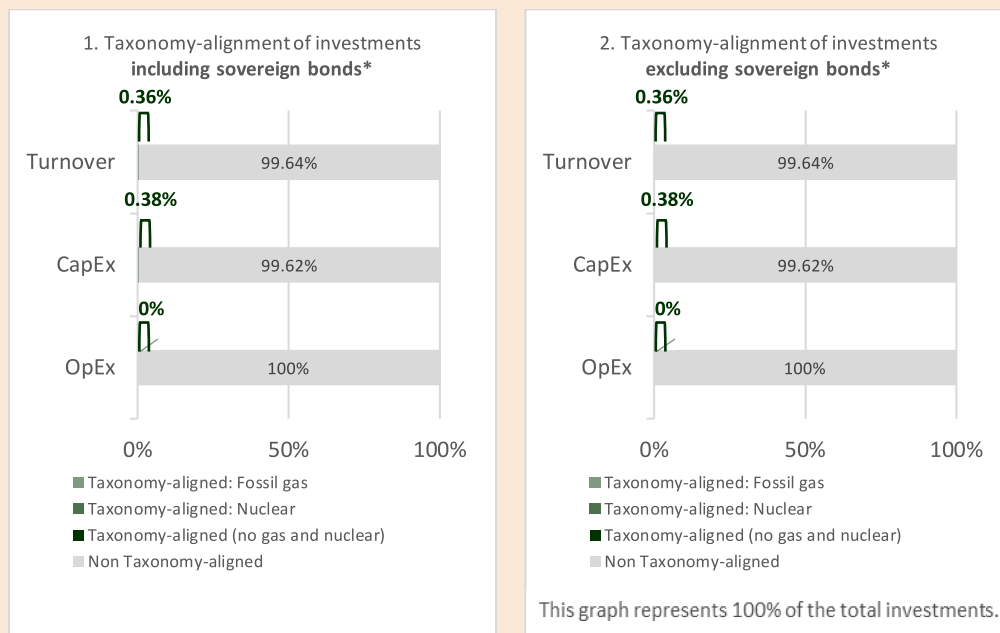 1. Taxonomy-alignment of investments
including sovereign bonds*
0.36%
Turnover
99.64%
0.38%
CapEx
99.62%
0%
OpEx
100%
0%
50%
100%
Taxonomy-aligned: Fossil gas
Taxonomy-aligned: Nuclear
Taxonomy-aligned (no gas and nuclear)
Non Taxonomy-aligned
2. Taxonomy-alignment of investments
excluding sovereign bonds*
0.36%
Turnover
99.64%
0.38%
CapEx
99.62%
0%
OpEx
100%
0%
50%
100%
Taxonomy-aligned: Fossil gas
Taxonomy-aligned: Nuclear
Taxonomy-aligned (no gas and nuclear)
Non Taxonomy-aligned
This graph represents 100% of the total investments.